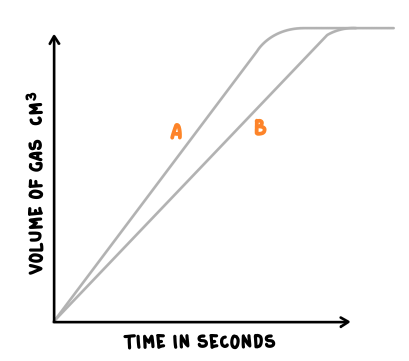 A
B
VOLUME OF GAS CM³
TIME IN SECONDS